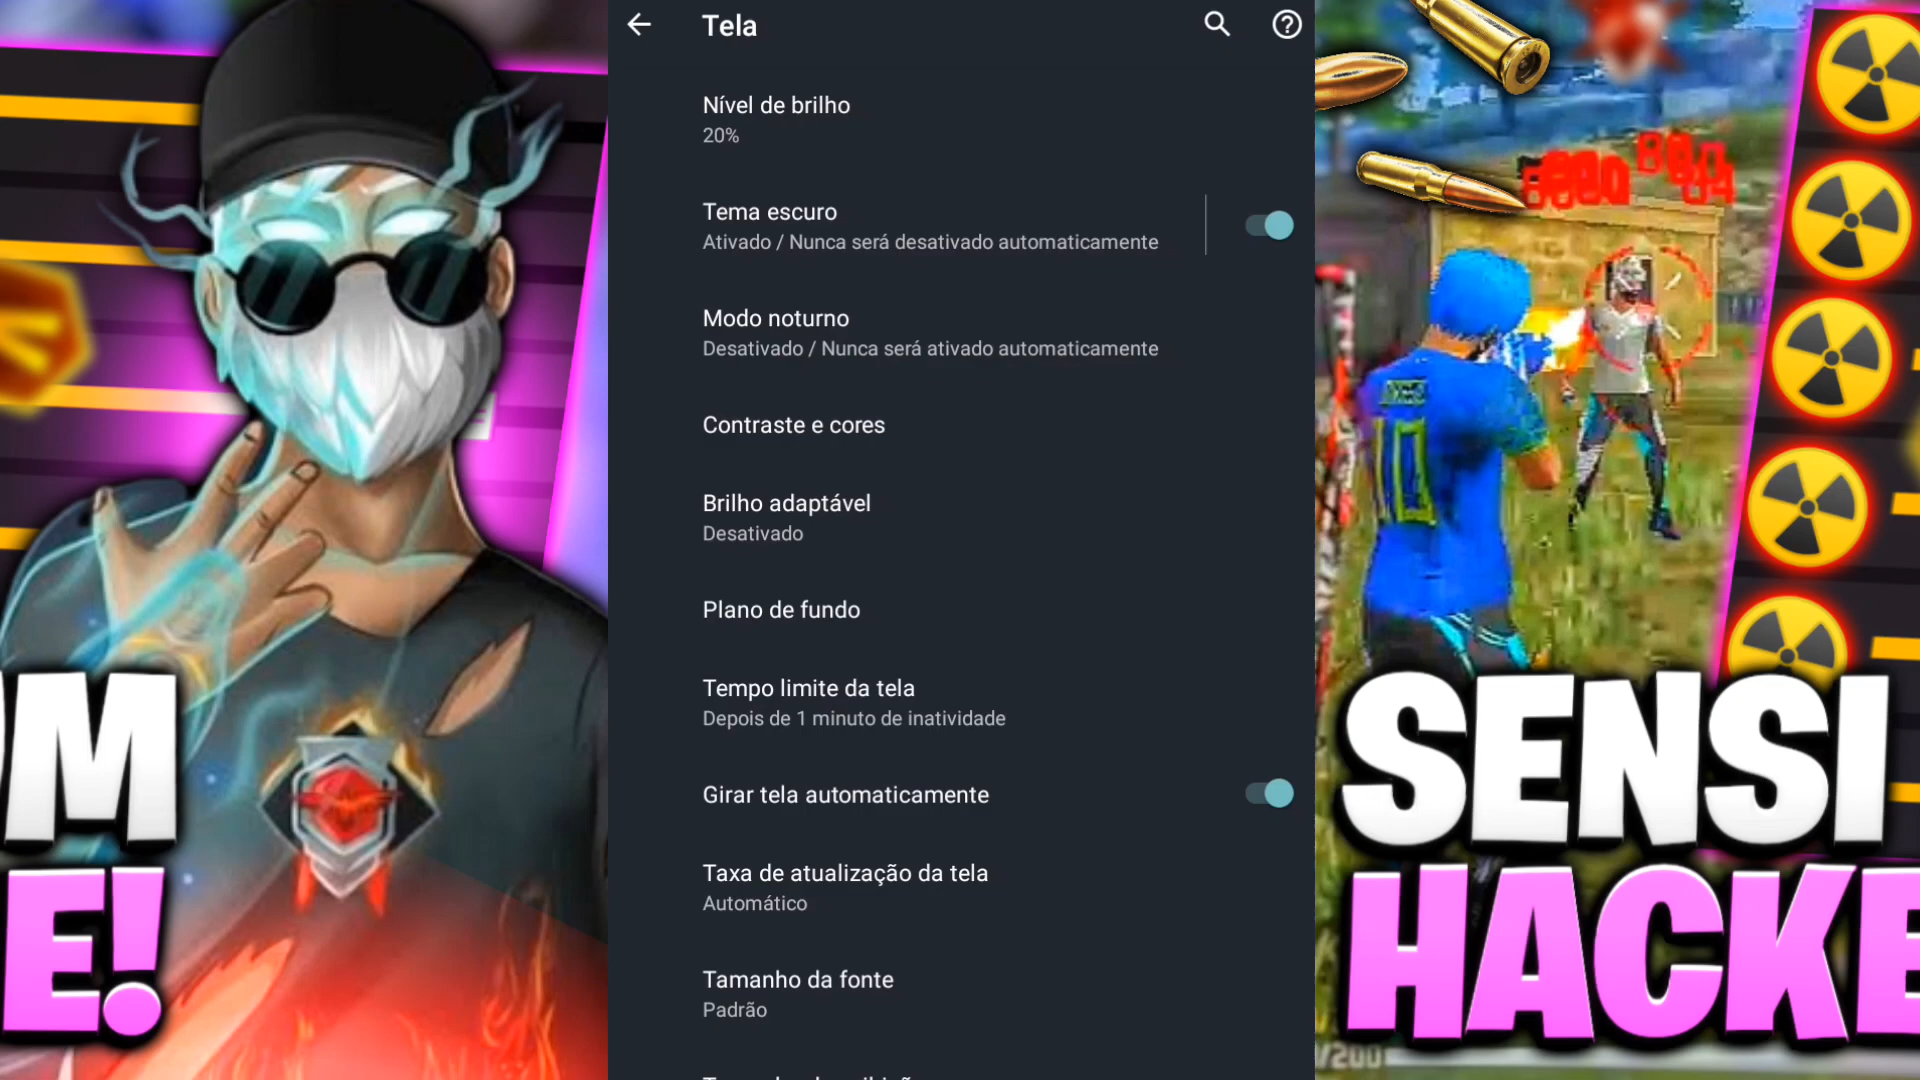 Tela
Nível de brilho
20%
Tema escuro
Ativado / Nunca será desativado automaticamente
Modo noturno
Desativado / Nunca será ativado automaticamente
Contraste e cores
Brilho adaptável
Desativado
Plano de fundo
Tempo limite da tela
Depois de 1 minuto de inatividade
Girar tela automaticamente
Taxa de atualização da tela
Automático
Tamanho da fonte
Padrão
10
M
E!
SENSI
HACKE
/200